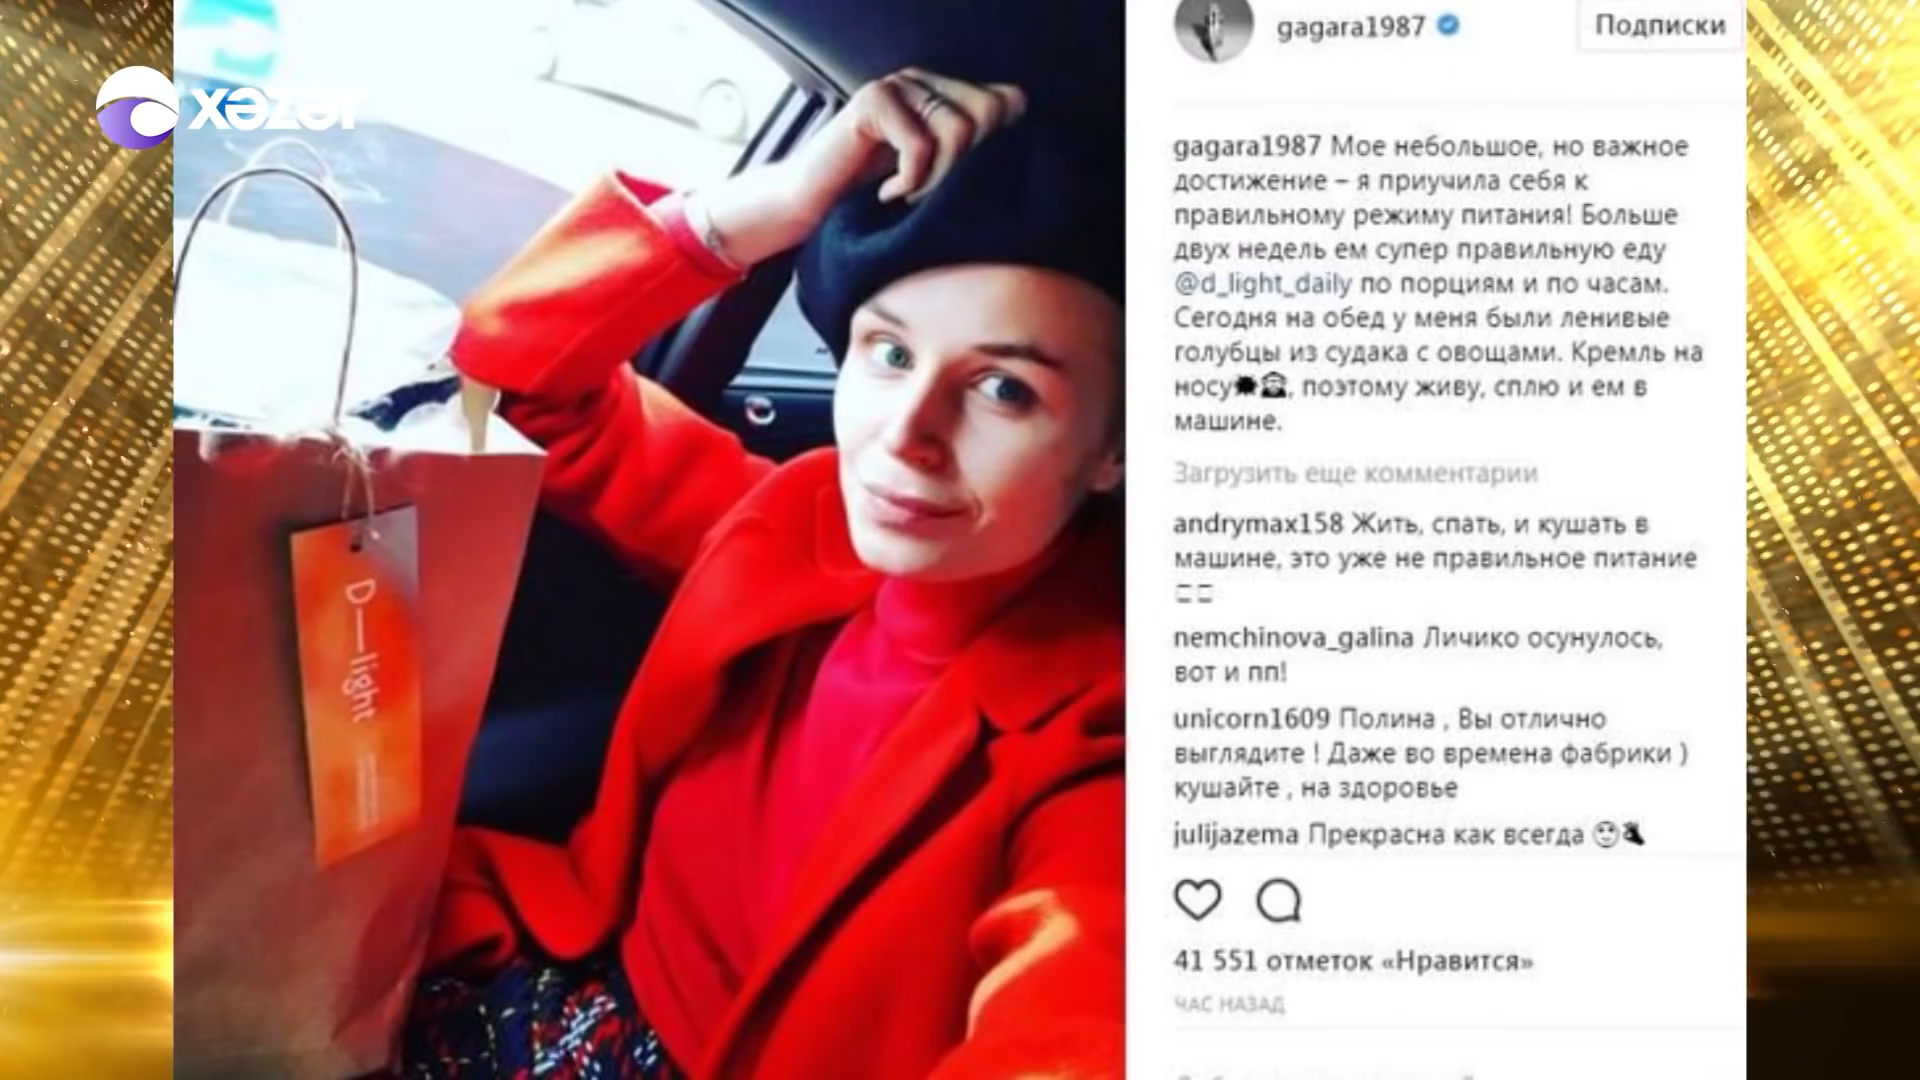 xəzər
gagara1987
Подписки
gagara1987 Мое небольшое, но важное
достижение – я приучила себя к
правильному режиму питания! Больше
двух недель ем супер правильную еду
@d_light_daily по порциям и по часам.
Сегодня на обед у меня были ленивые
голубцы из судака с овощами. Кремль на
носу, поэтому живу, сплю и ем в
машине.
Загрузить еще комментарии
andrymax158 Жить, спать, и кушать в
машине, это уже не правильное питание
nemchinova_galina Личико осунулось,
вот и пп!
unicorn1609 Полина , Вы отлично
выглядите ! Даже во времена фабрики )
кушайте , на здоровье
julijazema Прекрасна как всегда
41 551 отметок «Нравится»
ЧАС НАЗАД
D—light